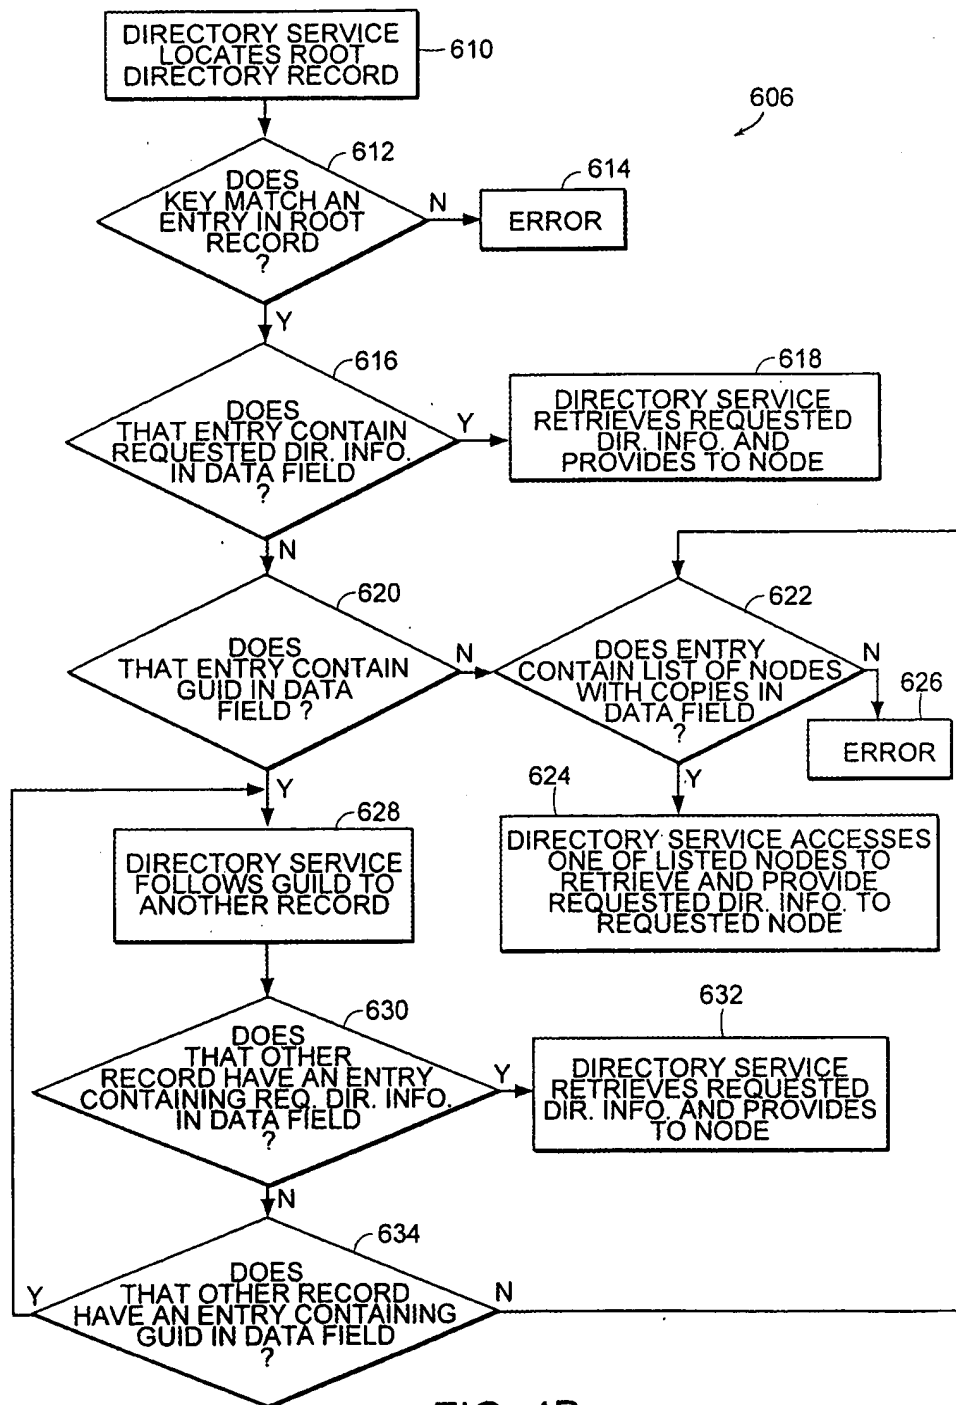 DIRECTORY SERVICE
LOCATES ROOT
DIRECTORY RECORD
610
606
612
DOES
KEY MATCH AN
ENTRY IN ROOT
RECORD
?
N
614
ERROR
Y
616
DOES
THAT ENTRY CONTAIN
REQUESTED DIR. INFO.
IN DATA FIELD
?
Y
618
DIRECTORY SERVICE
RETRIEVES REQUESTED
DIR. INFO. AND
PROVIDES TO NODE
N
620
DOES
THAT ENTRY CONTAIN
GUID IN DATA
FIELD ?
N
622
DOES ENTRY
CONTAIN LIST OF NODES
WITH COPIES IN
DATA FIELD
?
N
626
ERROR
Y
624
DIRECTORY SERVICE ACCESSES
ONE OF LISTED NODES TO
RETRIEVE AND PROVIDE
REQUESTED DIR. INFO. TO
REQUESTED NODE
Y
628
DIRECTORY SERVICE
FOLLOWS GUILD TO
ANOTHER RECORD
630
DOES
THAT OTHER
RECORD HAVE AN ENTRY
CONTAINING REQ. DIR. INFO.
IN DATA FIELD
?
Y
632
DIRECTORY SERVICE
RETRIEVES REQUESTED
DIR. INFO. AND PROVIDES
TO NODE
N
634
DOES
THAT OTHER RECORD
HAVE AN ENTRY CONTAINING
GUID IN DATA FIELD
?
Y
N